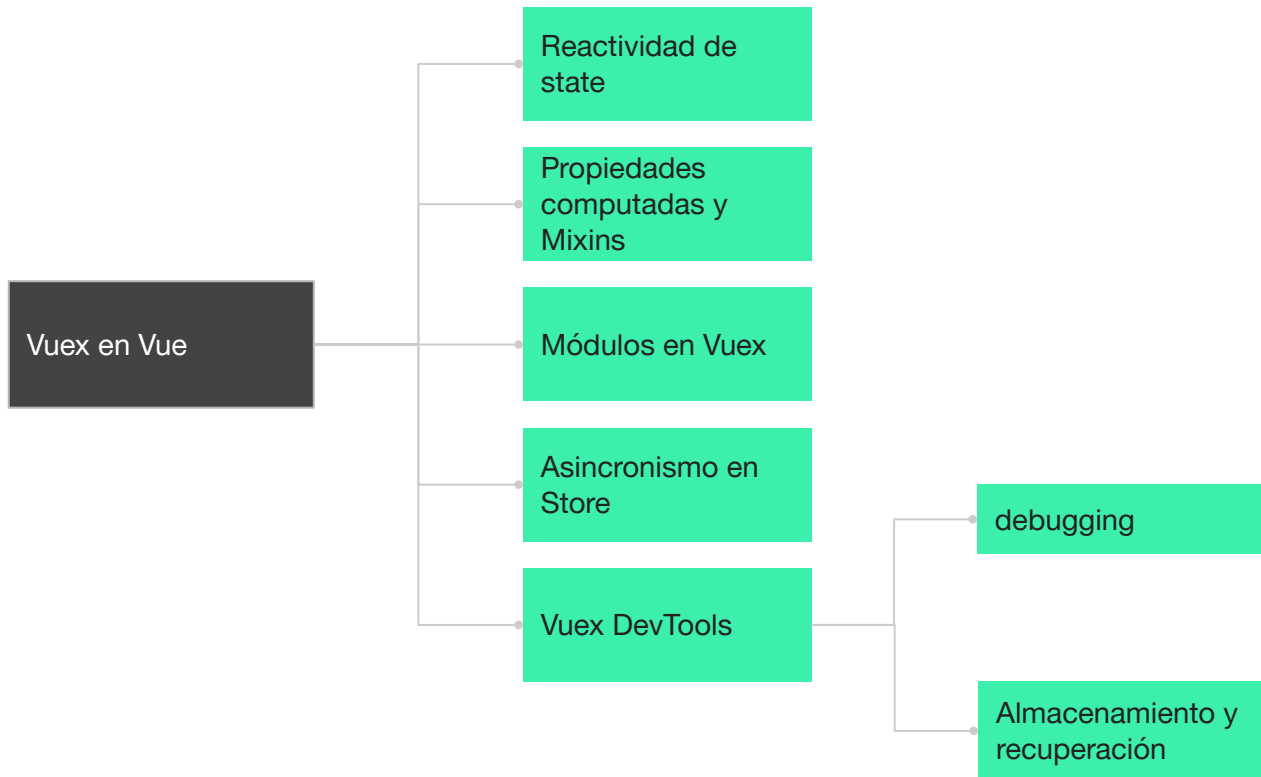 Reactividad de
state
Propiedades
computadas y
Mixins
Vuex en Vue
Módulos en Vuex
Asincronismo en
Store
debugging
Vuex DevTools
Almacenamiento y
recuperación